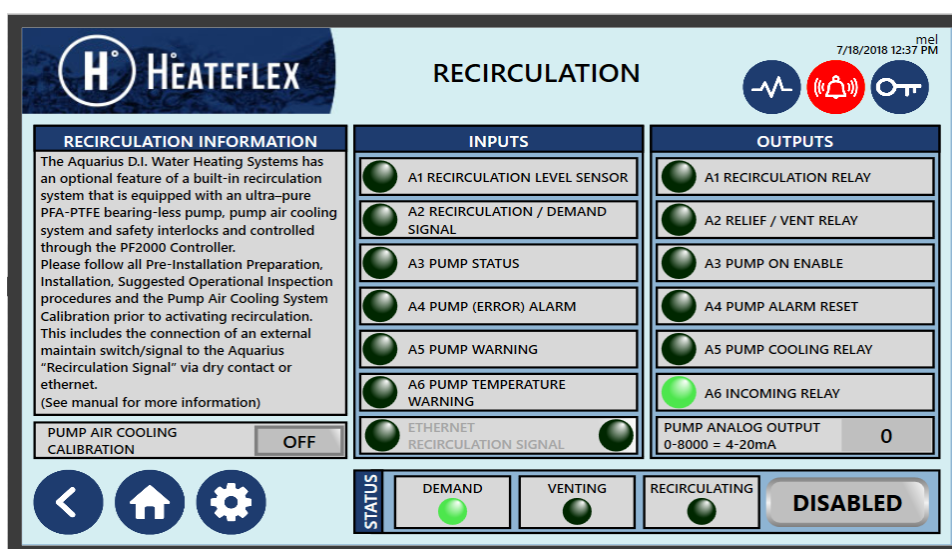 H° HEATEFLEX
RECIRCULATION
mel
7/18/2018 12:37 PM
RECIRCULATION INFORMATION
The Aquarius D.I. Water Heating Systems has
an optional feature of a built-in recirculation
system that is equipped with an ultra–pure
PFA-PTFE bearing-less pump, pump air cooling
system and safety interlocks and controlled
through the PF2000 Controller.
Please follow all Pre-Installation Preparation,
Installation, Suggested Operational Inspection
procedures and the Pump Air Cooling System
Calibration prior to activating recirculation.
This includes the connection of an external
maintain switch/signal to the Aquarius
“Recirculation Signal” via dry contact or
ethernet.
(See manual for more information)
PUMP AIR COOLING
CALIBRATION
OFF
INPUTS
A1 RECIRCULATION LEVEL SENSOR
A2 RECIRCULATION / DEMAND
SIGNAL
A3 PUMP STATUS
A4 PUMP (ERROR) ALARM
A5 PUMP WARNING
A6 PUMP TEMPERATURE
WARNING
ETHERNET
RECIRCULATION SIGNAL
OUTPUTS
A1 RECIRCULATION RELAY
A2 RELIEF / VENT RELAY
A3 PUMP ON ENABLE
A4 PUMP ALARM RESET
A5 PUMP COOLING RELAY
A6 INCOMING RELAY
PUMP ANALOG OUTPUT
0-8000 = 4-20mA
0
STATUS
DEMAND
VENTING
RECIRCULATING
DISABLED